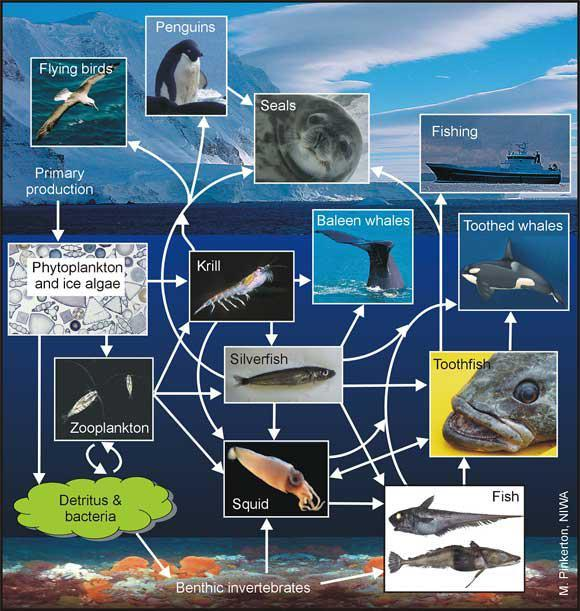 Penguins
Flying birds
Seals
Fishing
Primary
production
Baleen whales
Toothed whales
Phytoplankton
and ice algae
Krill
Silverfish
Toothfish
Zooplankton
Squid
Fish
Detritus &
bacteria
Benthic invertebrates
M. Pinkerton, NIWA